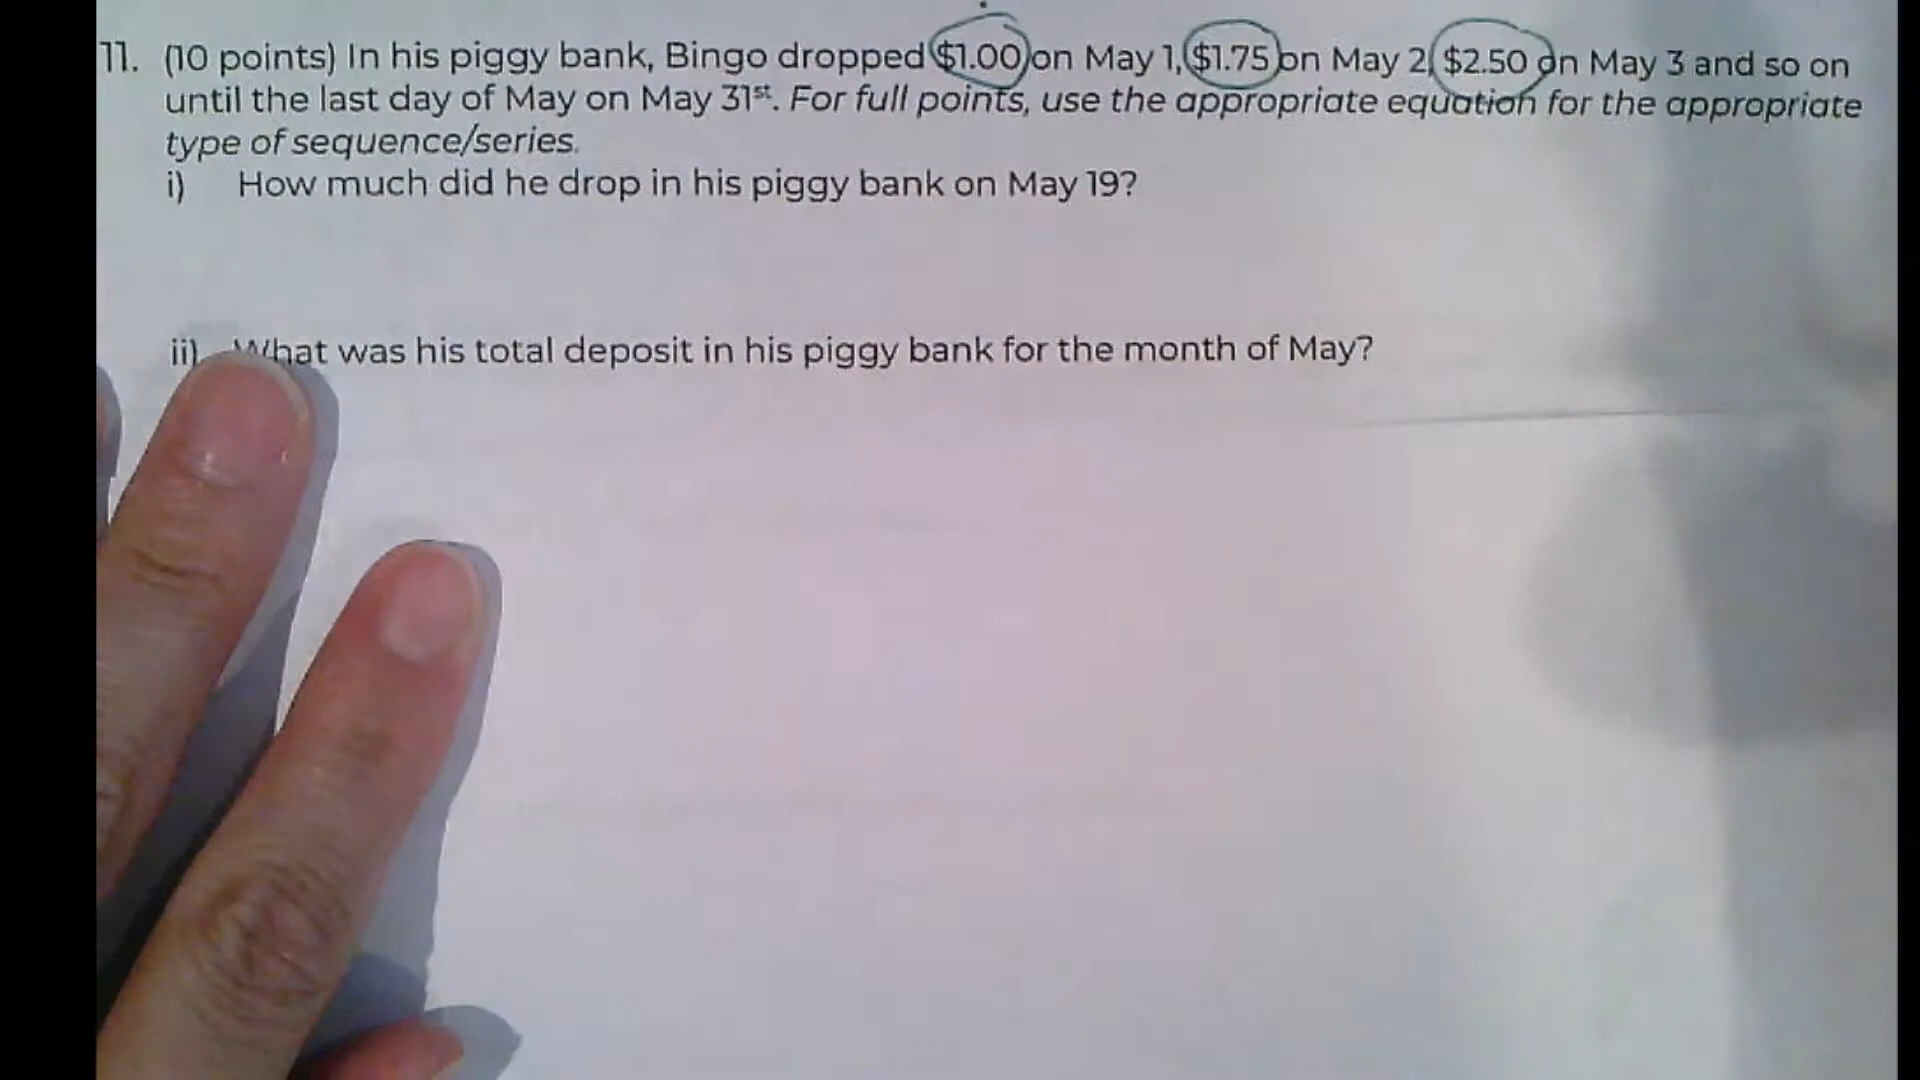 11. (10 points) In his piggy bank, Bingo dropped $1.00 on May 1, $1.75 on May 2, $2.50 on May 3 and so on
until the last day of May on May 31st. For full points, use the appropriate equation for the appropriate
type of sequence/series.
i) How much did he drop in his piggy bank on May 19?
ii) What was his total deposit in his piggy bank for the month of May?